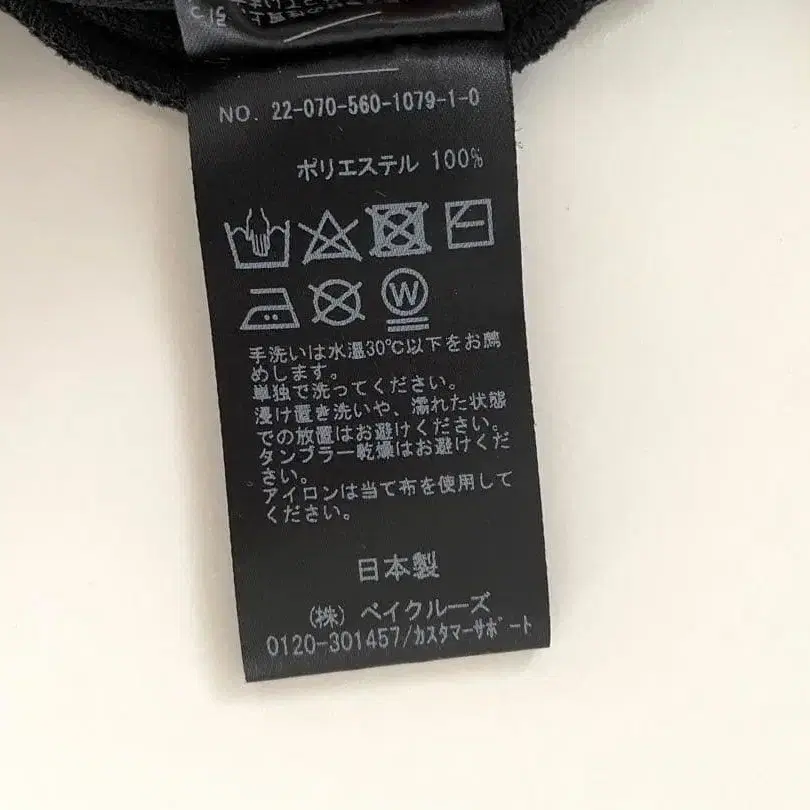 NO. 22-070-560-1079-1-0
ポリエステル 100%
W
手洗いは水温30℃以下をお薦
めします。
単独で洗ってください。
浸け置き洗いや、濡れた状態
での放置はお避けください。
タンブラー乾燥はお避けくだ
さい。
アイロンは当て布を使用して
ください。
日本製
(株) ベイクルーズ
0120-301457/カスタマーサポート